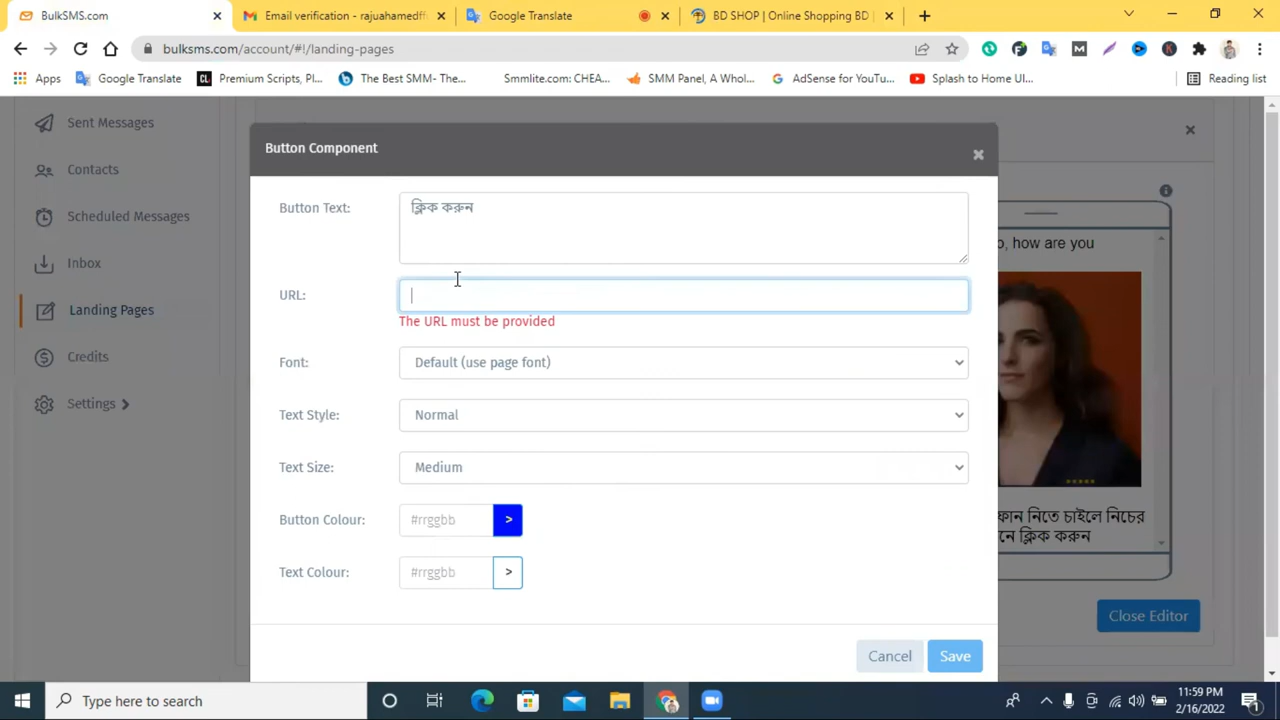 BulkSMS.com
Email verification - rajuahamedff
Google Translate
BD SHOP | Online Shopping BD |
bulksms.com/account/#!/landing-pages
Apps
Google Translate
Premium Scripts, Pl...
The Best SMM- The...
Smmlite.com: CHEA...
SMM Panel, A Whol...
AdSense for YouTu...
Splash to Home UI...
Reading list
Sent Messages
Contacts
Scheduled Messages
Inbox
Landing Pages
Credits
Settings
Button Component
Button Text:
ক্লিক করুন
URL:
The URL must be provided
Font:
Default (use page font)
Text Style:
Normal
Text Size:
Medium
Button Colour:
#rrggbb
>
Text Colour:
#rrggbb
>
Cancel
Save
, how are you
নিতে চাইলে নিচের
ক্লিক করুন
Close Editor
Type here to search
11:59 PM
2/16/2022